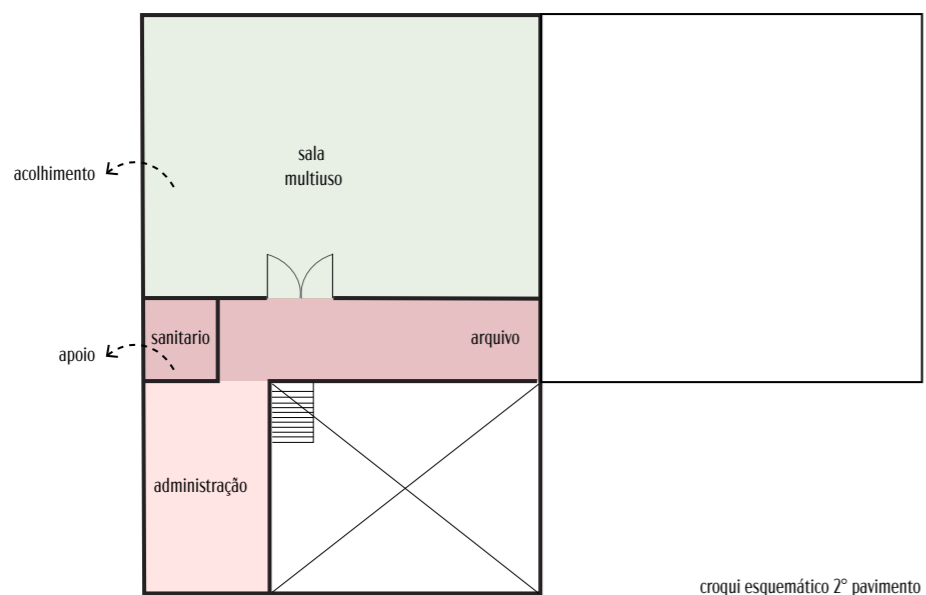 sala
multiuso
acolhimento
sanitario
arquivo
apoio
administração
croqui esquemático 2° pavimento